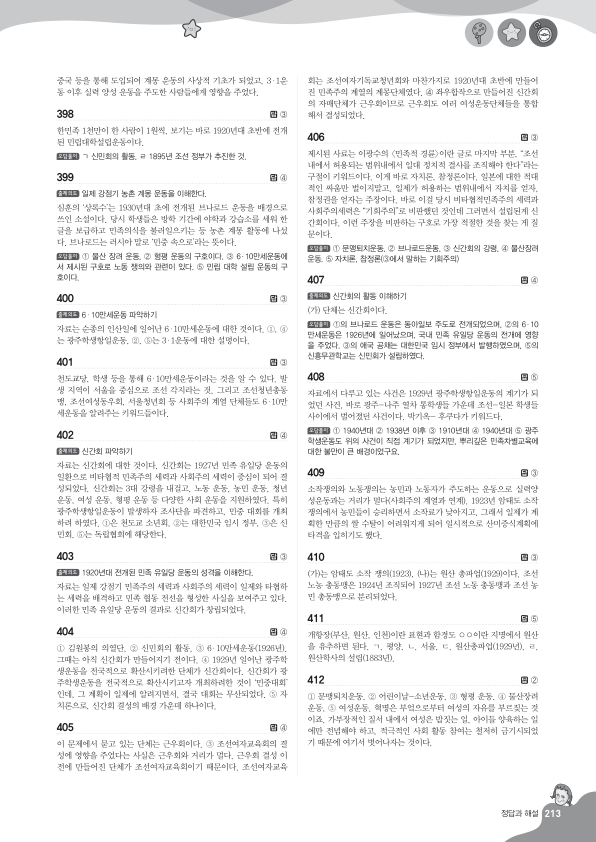 중국 등을 통해 도입되어 계몽 운동의 사상적 기초가 되었고, 3·1운
동 이후 실력 양성 운동을 주도한 사람들에게 영향을 주었다.
398 답 ③
한민족 1천만이 한 사람이 1원씩. 보기는 바로 1920년대 초반에 전개
된 민립대학설립운동이다.
오답풀이 ㄱ 신민회의 활동, ㄹ 1895년 조선 정부가 추진한 것.
399 답 ④
출제의도 일제 강점기 농촌 계몽 운동을 이해한다.
심훈의 '상록수'는 1930년대 초에 전개된 브나로드 운동을 배경으로
쓰인 소설이다. 당시 학생들은 방학 기간에 야학과 강습소를 세워 한
글을 보급하고 민족의식을 불러일으키는 등 농촌 계몽 활동에 나섰
다. 브나로드는 러시아 말로 '민중 속으로'라는 뜻이다.
오답풀이 ① 물산 장려 운동, ② 형평 운동의 구호이다. ③ 6·10만세운동에
서 제시된 구호로 노동 쟁의와 관련이 있다. ⑤ 민립 대학 설립 운동의 구
호이다.
400 답 ③
출제의도 6·10만세운동 파악하기
자료는 순종의 인산일에 일어난 6·10만세운동에 대한 것이다. ①, ④
는 광주학생항일운동, ②, ⑤는 3·1운동에 대한 설명이다.
401 답 ③
천도교당, 학생 등을 통해 6·10만세운동이라는 것을 알 수 있다. 발
생 지역이 서울을 중심으로 조선 각지라는 것, 그리고 조선청년총동
맹, 조선여성동우회, 서울청년회 등 사회주의 계열 단체들도 6·10만
세운동을 알려주는 키워드들이다.
402 답 ④
출제의도 신간회 파악하기
자료는 신간회에 대한 것이다. 신간회는 1927년 민족 유일당 운동의
일환으로 비타협적 민족주의 세력과 사회주의 세력이 중심이 되어 결
성되었다. 신간회는 3대 강령을 내걸고, 노동 운동, 농민 운동, 청년
운동, 여성 운동, 형평 운동 등 다양한 사회 운동을 지원하였다. 특히
광주학생항일운동이 발생하자 조사단을 파견하고, 민중 대회를 개최
하려 하였다. ①은 천도교 소년회, ②는 대한민국 임시 정부, ③은 신
민회, ⑤는 독립협회에 해당한다.
403 답 ③
출제의도 1920년대 전개된 민족 유일당 운동의 성격을 이해한다.
자료는 일제 강점기 민족주의 세력과 사회주의 세력이 일제와 타협하
는 세력을 배격하고 민족 협동 전선을 형성한 사실을 보여주고 있다.
이러한 민족 유일당 운동의 결과로 신간회가 창립되었다.
404 답 ④
① 김원봉의 의열단, ② 신민회의 활동, ③ 6·10만세운동(1926년),
그때는 아직 신간회가 만들어지기 전이다. ④ 1929년 일어난 광주학
생운동을 전국적으로 확산시키려한 단체가 신간회이다. 신간회가 광
주학생운동을 전국적으로 확산시키고자 개최하려한 것이 '민중대회'
인데, 그 계획이 일제에 알려지면서, 결국 대회는 무산되었다. ⑤ 자
치론으로, 신간회 결성의 배경 가운데 하나이다.
405 답 ④
이 문제에서 묻고 있는 단체는 근우회이다. ③ 조선여자교육회의 결
성에 영향을 주었다는 사실은 근우회와 거리가 멀다. 근우회 결성 이
전에 만들어진 단체가 조선여자교육회이기 때문이다. 조선여자교육
회는 조선여자기독교청년회와 마찬가지로 1920년대 초반에 만들어
진 민족주의 계열의 계몽단체였다. ④ 좌우합작으로 만들어진 신간회
의 자매단체가 근우회이므로 근우회도 여러 여성운동단체들을 통합
해서 결성되었다.
406 답 ③
제시된 사료는 이광수의 〈민족적 경륜〉이란 글로 마지막 부분, "조선
내에서 허용되는 범위내에서 일대 정치적 결사를 조직해야 한다"라는
구절이 키워드이다. 이게 바로 자치론, 참정론이다. 일본에 대한 적대
적인 싸움만 벌이지말고, 일제가 허용하는 범위내에서 자치를 얻자,
참정권을 얻자는 주장이다. 바로 이걸 당시 비타협적민족주의 세력과
사회주의세력은 "기회주의"로 비판했던 것인데 그러면서 설립된게 신
간회이다. 이런 주장을 비판하는 구호로 가장 적절한 것을 찾는 게 질
문이다.
오답풀이 ① 문맹퇴치운동, ② 브나로드운동, ③ 신간회의 강령, ④ 물산장려
운동, ⑤ 자치론, 참정론(③에서 말하는 기회주의)
407 답 ④
출제의도 신간회의 활동 이해하기
(가) 단체는 신간회이다.
오답풀이 ①의 브나로드 운동은 동아일보 주도로 전개되었으며, ②의 6·10
만세운동은 1926년에 일어났으며, 국내 민족 유일당 운동의 전개에 영향
을 주었다. ③의 애국 공채는 대한민국 임시 정부에서 발행하였으며, ⑤의
신흥무관학교는 신민회가 설립하였다.
408 답 ⑤
자료에서 다루고 있는 사건은 1929년 광주학생항일운동의 계기가 되
었던 사건, 바로 광주-나주 열차 통학생들 가운데 조선-일본 학생들
사이에서 벌어졌던 사건이다. 박기옥- 후쿠다가 키워드다.
오답풀이 ① 1940년대 ② 1938년 이후 ③ 1910년대 ④ 1940년대 ⑤ 광주
학생운동도 위의 사건이 직접 계기가 되었지만, 뿌리깊은 민족차별교육에
대한 불만이 큰 배경이었구요.
409 답 ③
소작쟁의와 노동쟁의는 농민과 노동자가 주도하는 운동으로 실력양
성운동과는 거리가 멀다(사회주의 계열과 연계). 1923년 암태도 소작
쟁의에서 농민들이 승리하면서 소작료가 낮아지고, 그래서 일제가 계
획한 만큼의 쌀 수탈이 어려워지게 되어 일시적으로 산미증식계획에
타격을 입히기도 했다.
410 답 ③
(가)는 암태도 소작 쟁의(1923), (나)는 원산 총파업(1929)이다. 조선
노농 총동맹은 1924년 조직되어 1927년 조선 노동 총동맹과 조선 농
민 총동맹으로 분리되었다.
411 답 ⑤
개항장(부산, 원산, 인천)이란 표현과 함경도 ㅇㅇ이란 지명에서 원산
을 유추하면 된다. ㄱ. 평양, ㄴ. 서울, ㄷ. 원산총파업(1929년), ㄹ.
원산학사의 설립(1883년).
412 답 ②
① 문맹퇴치운동, ② 어린이날-소년운동, ③ 형평 운동, ④ 물산장려
운동, ⑤ 여성운동, 혁명은 부엌으로부터 여성의 자유를 부르짖는 것
이죠. 가부장적인 질서 내에서 여성은 밥짓는 일, 아이를 양육하는 일
에만 전념해야 하고, 적극적인 사회 활동 참여는 철저히 금기시되었
기 때문에 여기서 벗어나자는 것이다.
정답과 해설 213